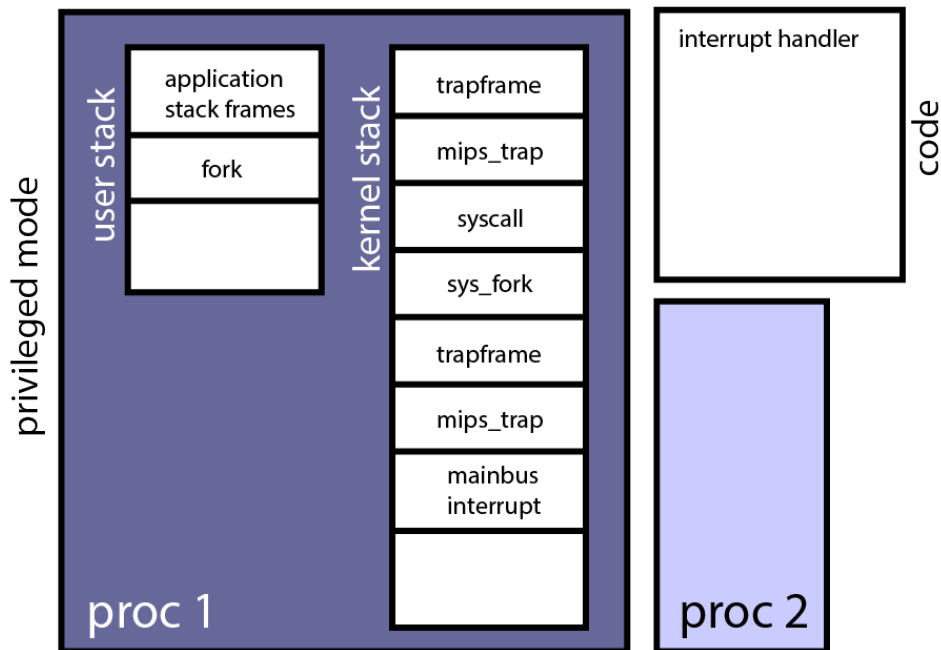 privileged mode
user stack
application
stack frames
fork
kernel stack
trapframe
mips_trap
syscall
sys_fork
trapframe
mips_trap
mainbus
interrupt
proc 1
interrupt handler
code
proc 2